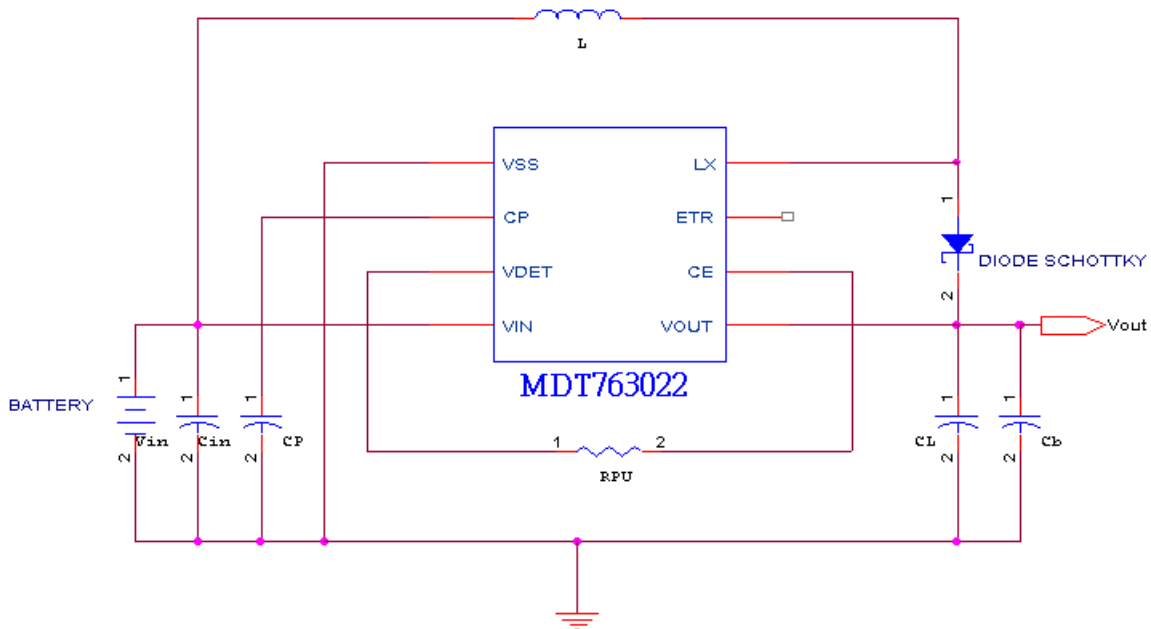 L
VSS
LX
1
CP
ETR
VDET
CE
DIODE SCHOTTKY
2
VIN
VOUT
Vout
MDT763022
BATTERY
1
2
Vin
1
2
Cin
1
2
CP
1
2
RPU
1
2
CL
1
2
Cb